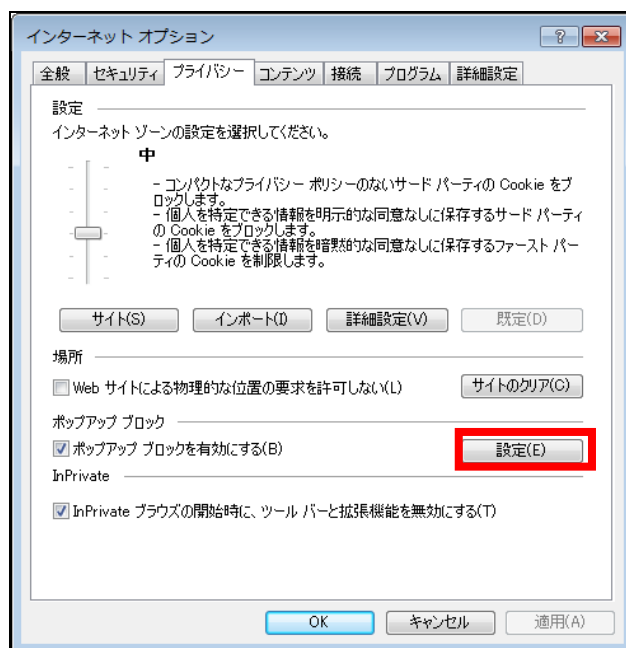 インターネット オプション
全般 セキュリティ プライバシー コンテンツ 接続 プログラム 詳細設定
設定
インターネット ゾーンの設定を選択してください。
中
- コンパクトなプライバシー ポリシーのないサード パーティの Cookie をブ
ロックします。
- 個人を特定できる情報を明示的な同意なしに保存するサード パーティ
の Cookie をブロックします。
- 個人を特定できる情報を暗黙的な同意なしに保存するファースト パー
ティの Cookie を制限します。
サイト(S) インポート(I) 詳細設定(V) 既定(D)
場所
Web サイトによる物理的な位置の要求を許可しない(L) サイトのクリア(C)
ポップアップ ブロック
ポップアップ ブロックを有効にする(B) 設定(E)
InPrivate
InPrivate ブラウズの開始時に、ツール バーと拡張機能を無効にする(T)
OK キャンセル 適用(A)